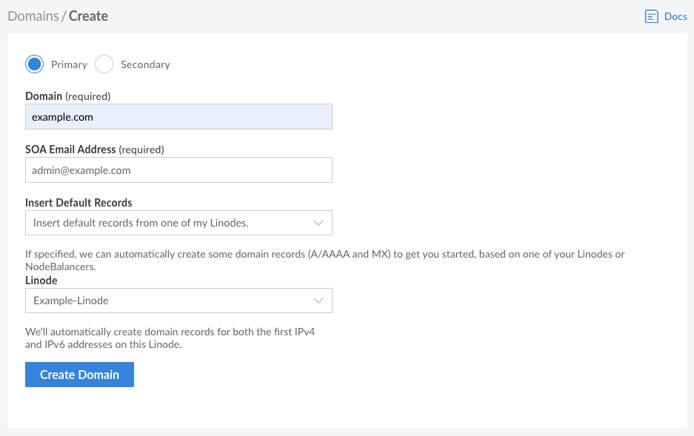 Domains / Create
Docs
Primary
Secondary
Domain (required)
example.com
SOA Email Address (required)
admin@example.com
Insert Default Records
Insert default records from one of my Linodes.
If specified, we can automatically create some domain records (A/AAAA and MX) to get you started, based on one of your Linodes or
NodeBalancers.
Linode
Example-Linode
We'll automatically create domain records for both the first IPv4
and IPv6 addresses on this Linode.
Create Domain